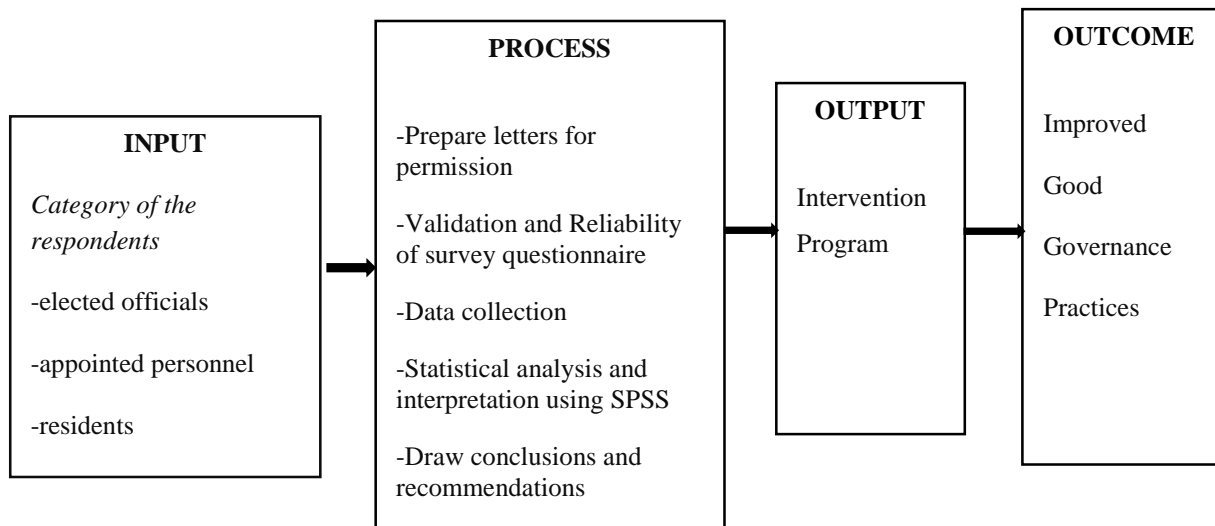 INPUT
Category of the
respondents
-elected officials
-appointed personnel
-residents
PROCESS
-Prepare letters for
permission
-Validation and Reliability
of survey questionnaire
-Data collection
-Statistical analysis and
interpretation using SPSS
-Draw conclusions and
recommendations
OUTPUT
Intervention
Program
OUTCOME
Improved
Good
Governance
Practices